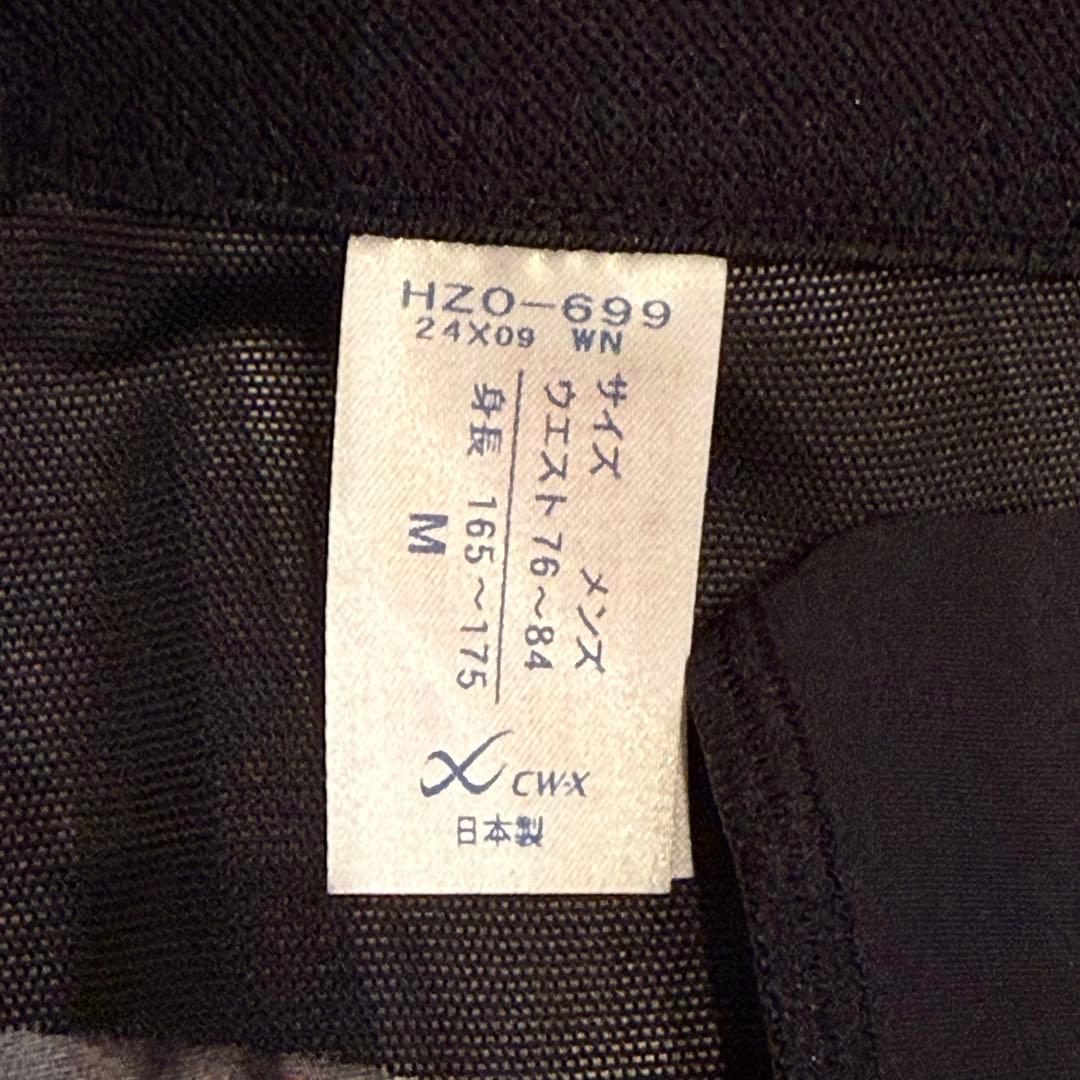 HZO-699
24X09 WN
サイズ メンズ
ウエスト 76〜84
身長 165〜175
M
CW-X
日本製